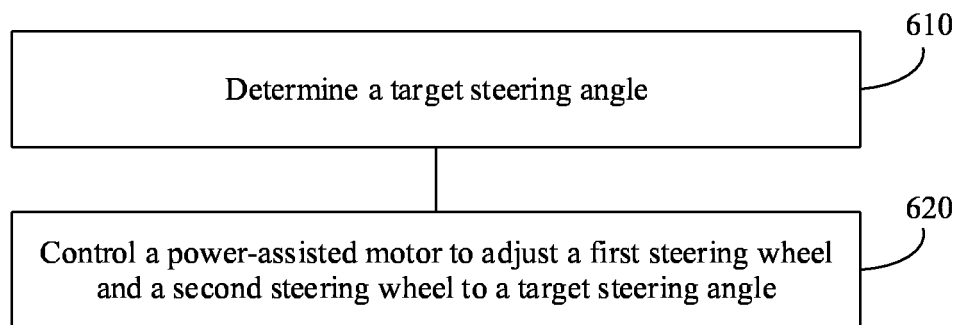 610
Determine a target steering angle
620
Control a power-assisted motor to adjust a first steering wheel
and a second steering wheel to a target steering angle